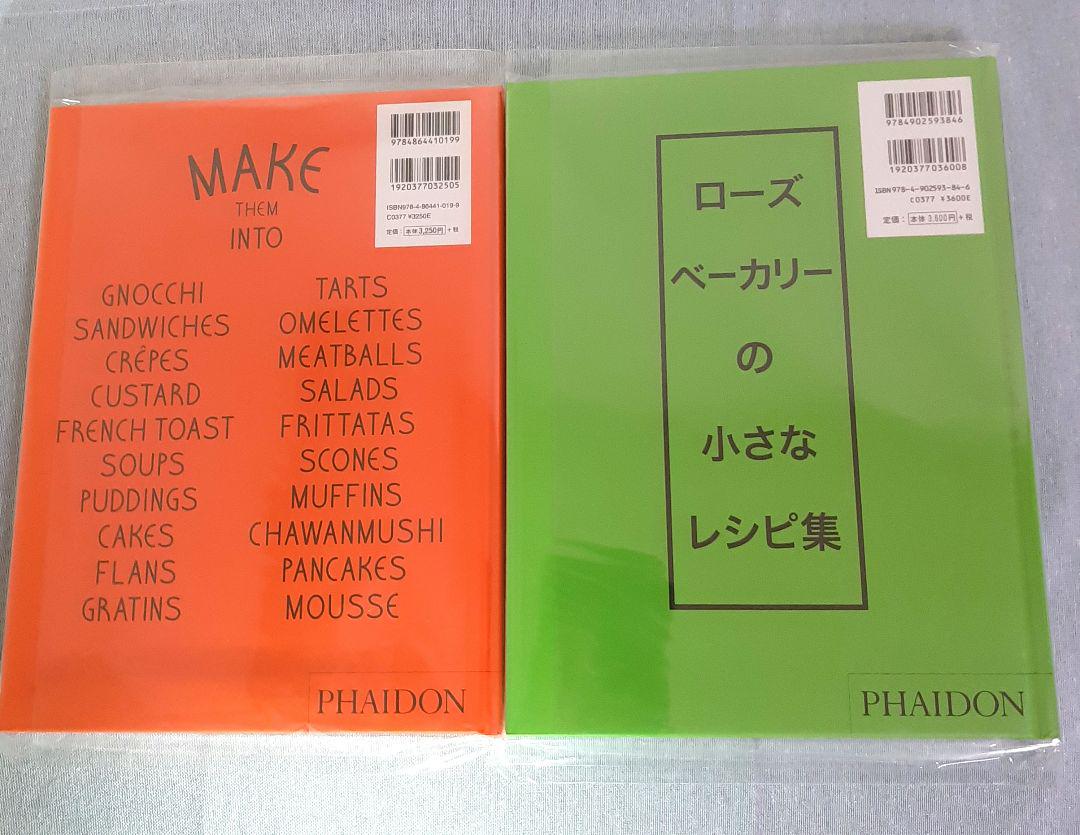 MAKE
THEM
INTO
GNOCCHI
SANDWICHES
CRÊPES
CUSTARD
FRENCH TOAST
SOUPS
PUDDINGS
CAKES
FLANS
GRATINS
TARTS
OMELETTES
MEATBALLS
SALADS
FRITTATAS
SCONES
MUFFINS
CHAWANMUSHI
PANCAKES
MOUSSE
9784864410199
1920377032505
ISBN978-4-86441-019-9
C0377 ¥3250E
定価：本体3,250円+税
PHAIDON
ローズ
ベーカリー
の
小さな
レシピ集
9784902593846
1920377036008
ISBN978-4-902593-84-6
C0377 ¥3600E
定価：本体3,600円+税
PHAIDON